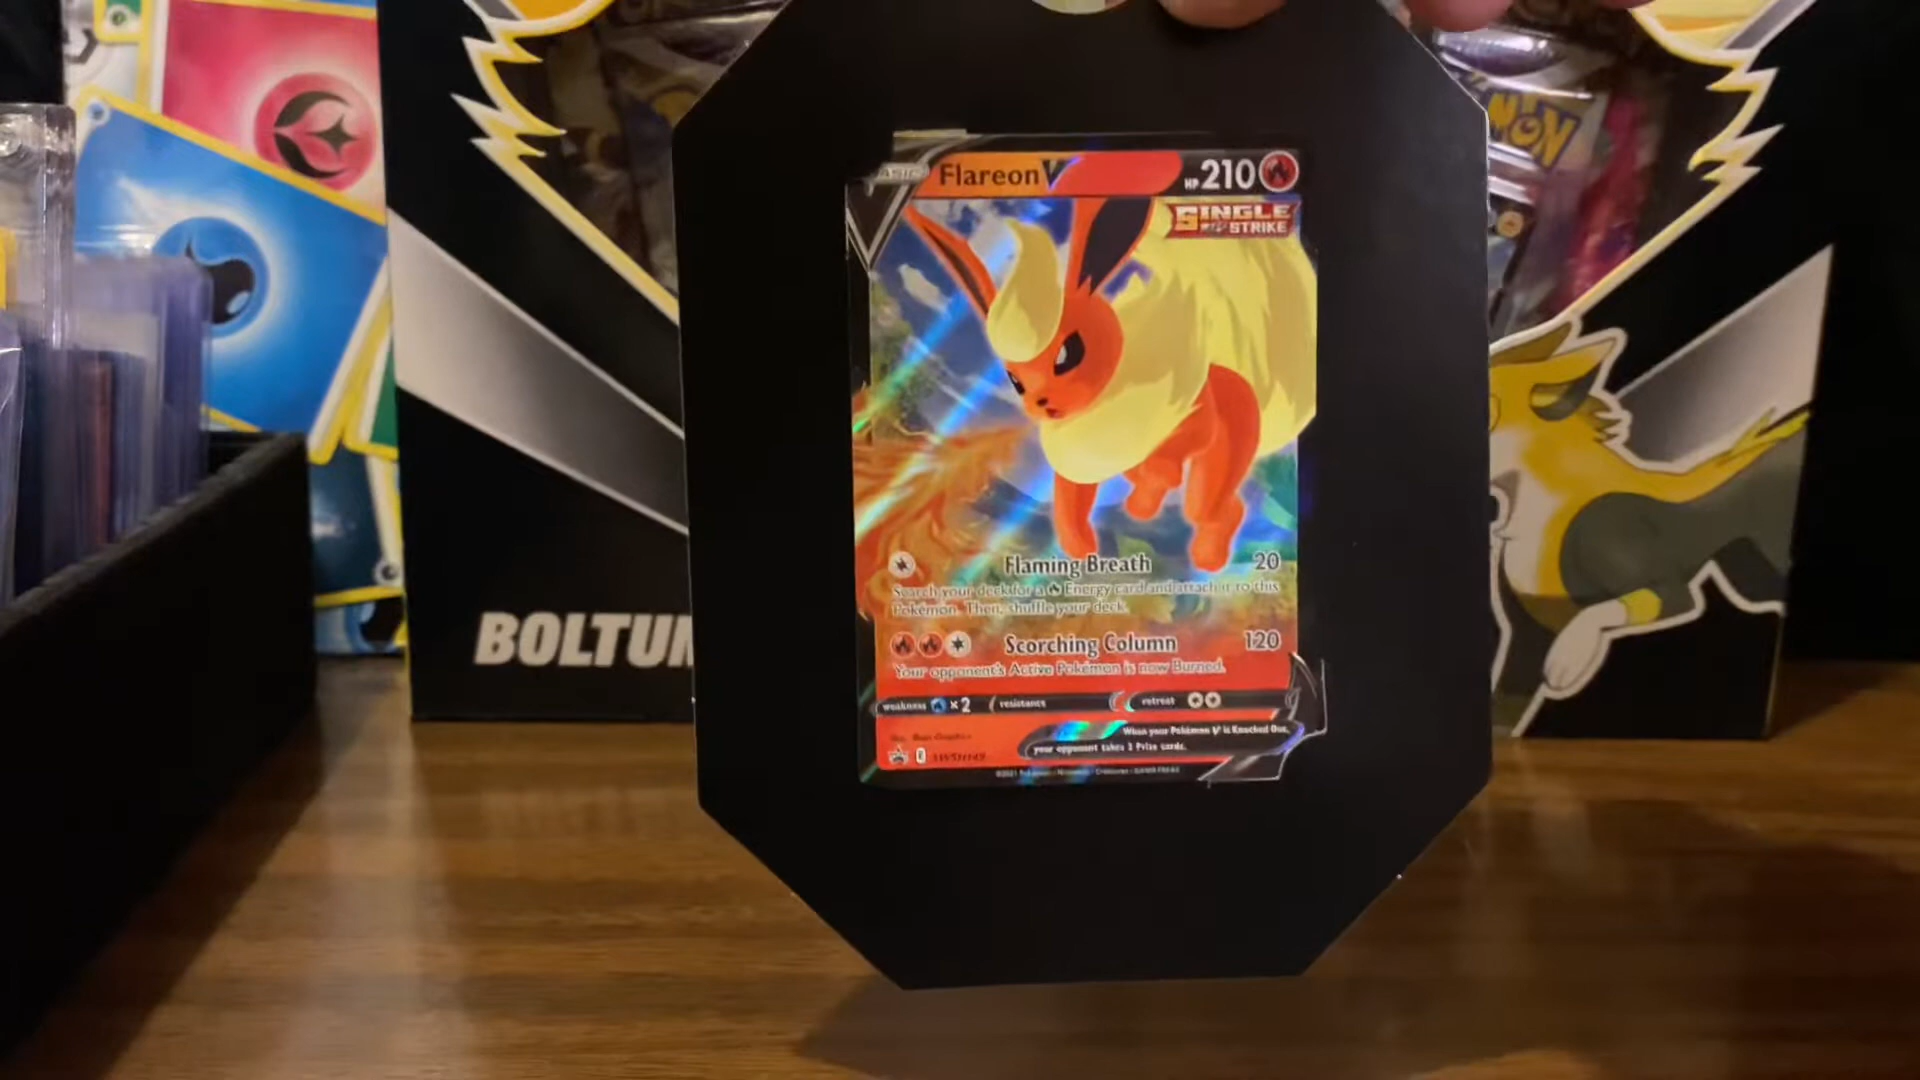 BASIC Flareon V HP 210
SINGLE
STRIKE
MON
Flaming Breath 20
Search your deck for a Energy card and attach it to this
Pokémon. Then, shuffle your deck.
Scorching Column 120
Your opponent's Active Pokémon is now Burned.
weakness ×2 resistance retreat
When your Pokémon V is Knocked Out,
your opponent takes 2 Prize cards.
BOLTUN